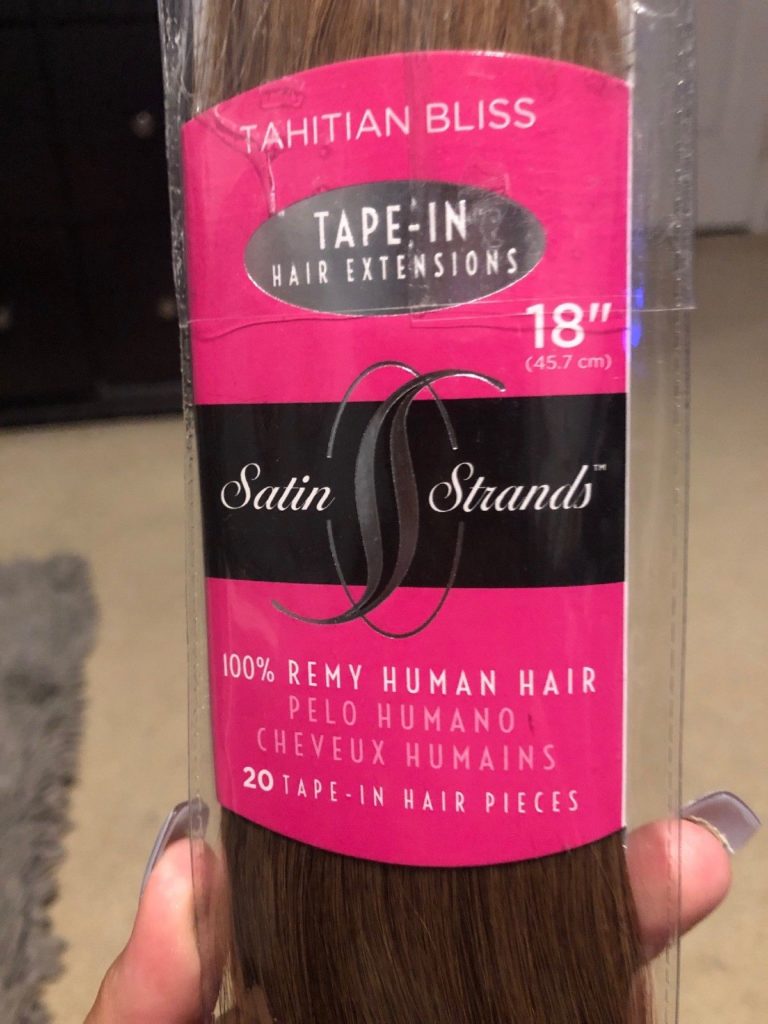 TAHITIAN BLISS
TAPE-IN
HAIR EXTENSIONS
18"
(45.7 cm)
Satin Strands™
100% REMY HUMAN HAIR
PELO HUMANO
CHEVEUX HUMAINS
20 TAPE-IN HAIR PIECES